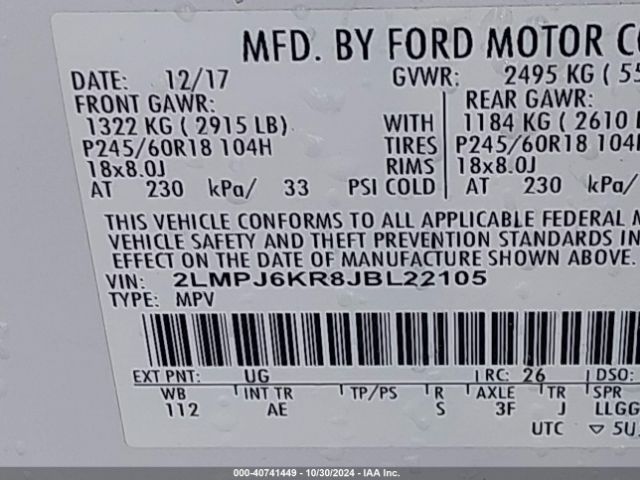 MFD. BY FORD MOTOR CO
DATE: 12/17 GVWR: 2495 KG ( 55
FRONT GAWR: REAR GAWR:
1322 KG ( 2915 LB) WITH 1184 KG ( 2610
P245/60R18 104H TIRES P245/60R18 104H
18x8.0J RIMS 18x8.0J
AT 230 kPa/ 33 PSI COLD AT 230 kPa/
THIS VEHICLE CONFORMS TO ALL APPLICABLE FEDERAL M
VEHICLE SAFETY AND THEFT PREVENTION STANDARDS IN
EFFECT ON THE DATE OF MANUFACTURE SHOWN ABOVE.
VIN: 2LMPJ6KR8JBL22105
TYPE: MPV
EXT PNT: UG RC: 26 DSO:
WB INT TR TP/PS R AXLE TR SPR
112 AE S 3F J LLGG
UTC ▽ 5U
000-40741449 - 10/30/2024 - IAA Inc.